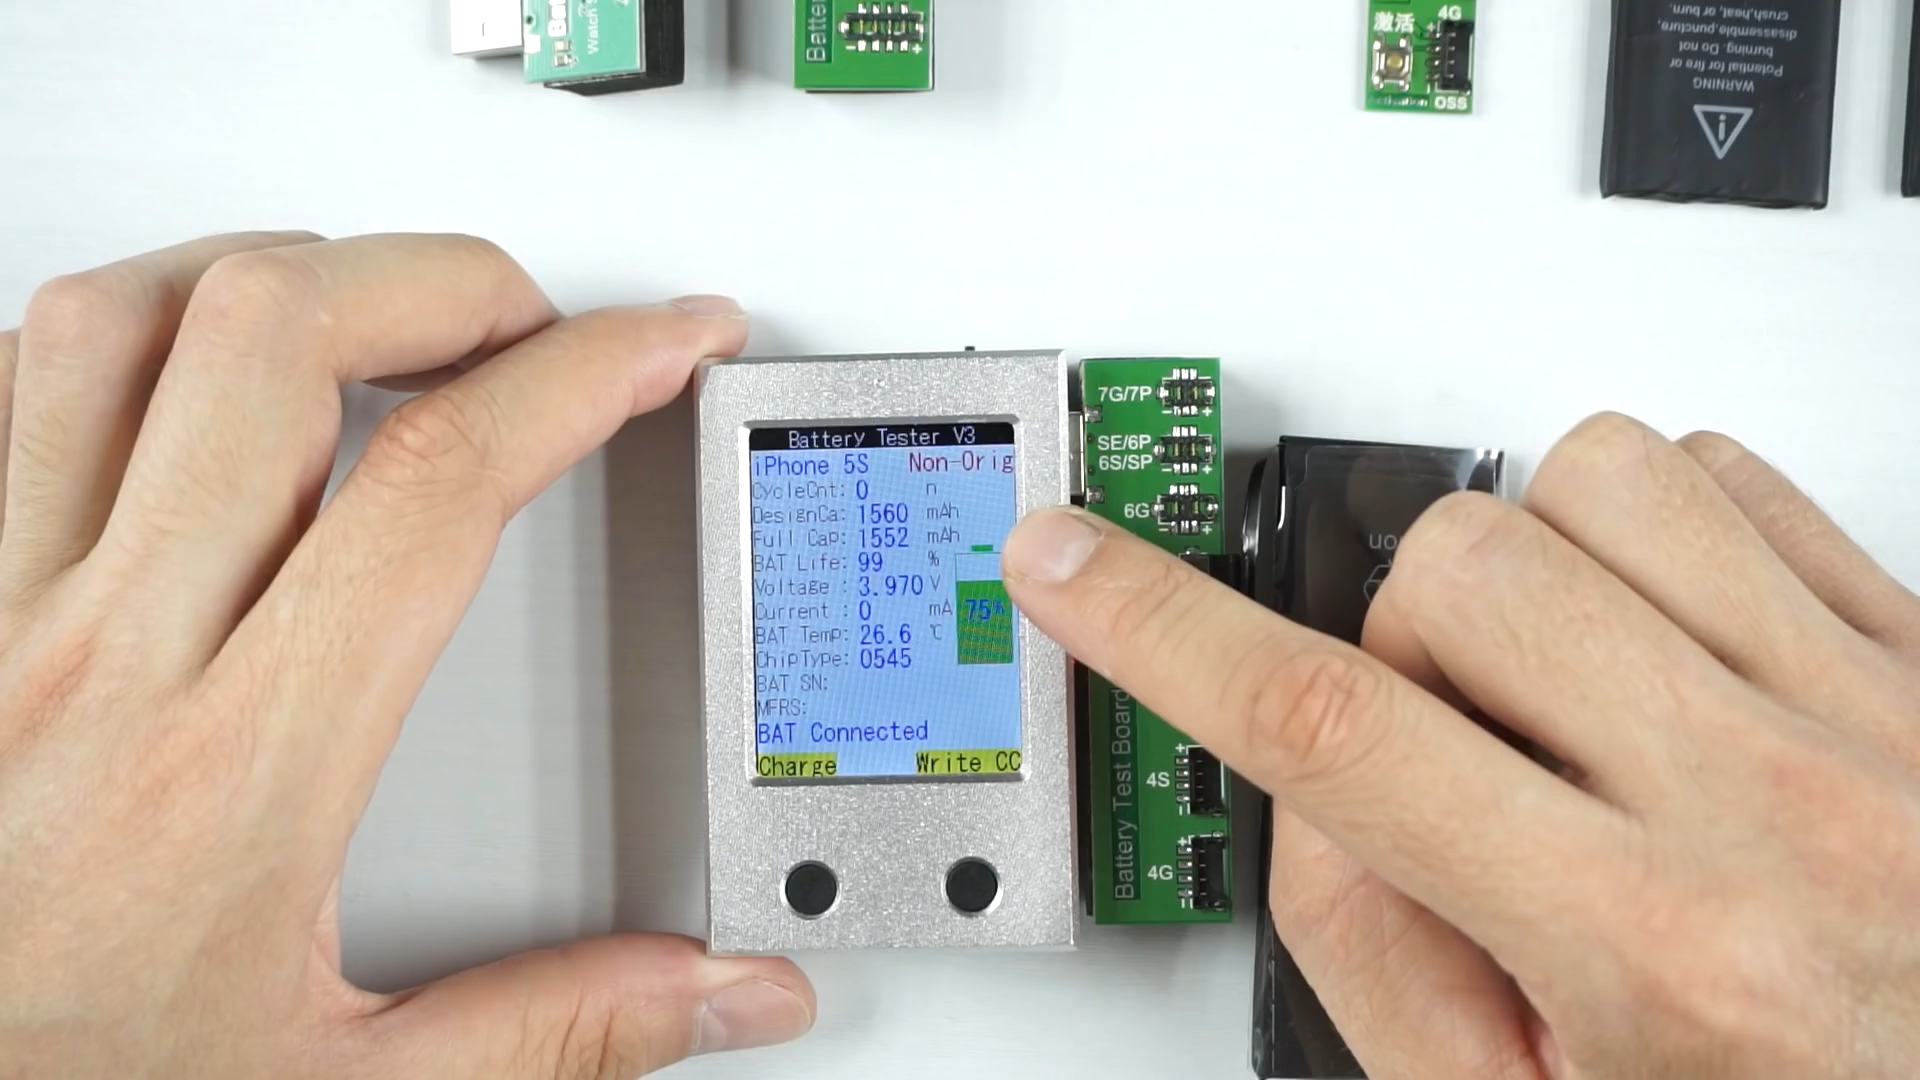 Bat
Watch S
Batter
- +
激活
4G
+
OSS
WARNING
Potential for fire or
burning. Do not
disassemble,puncture,
crush,heat, or burn.
Battery Tester V3
iPhone 5S Non-Orig
CycleCnt: 0 n
DesignCa: 1560 mAh
Full Cap: 1552 mAh
BAT Life: 99 %
Voltage : 3.970 V
Current : 0 mA
BAT Temp: 26.6 ℃
ChipType: 0545
BAT SN:
MFRS:
BAT Connected
Charge Write CC
75%
7G/7P
- +
SE/6P
6S/SP
- +
6G
- +
Battery Test Board
4S
+
-
4G
+
-